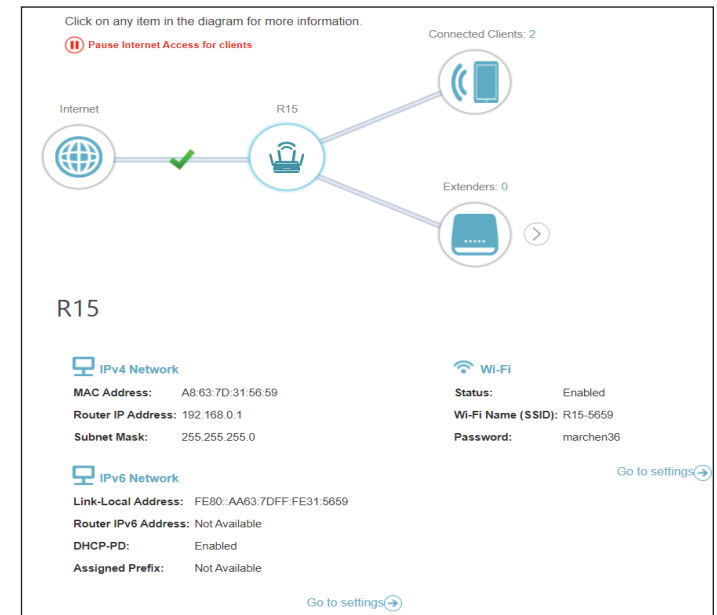 Click on any item in the diagram for more information.
Pause Internet Access for clients
Connected Clients: 2
Internet
R15
Extenders: 0
R15
IPv4 Network
MAC Address: A8:63:7D:31:56:59
Router IP Address: 192.168.0.1
Subnet Mask: 255.255.255.0
Wi-Fi
Status: Enabled
Wi-Fi Name (SSID): R15-5659
Password: marchen36
Go to settings
IPv6 Network
Link-Local Address: FE80::AA63:7DFF:FE31:5659
Router IPv6 Address: Not Available
DHCP-PD: Enabled
Assigned Prefix: Not Available
Go to settings